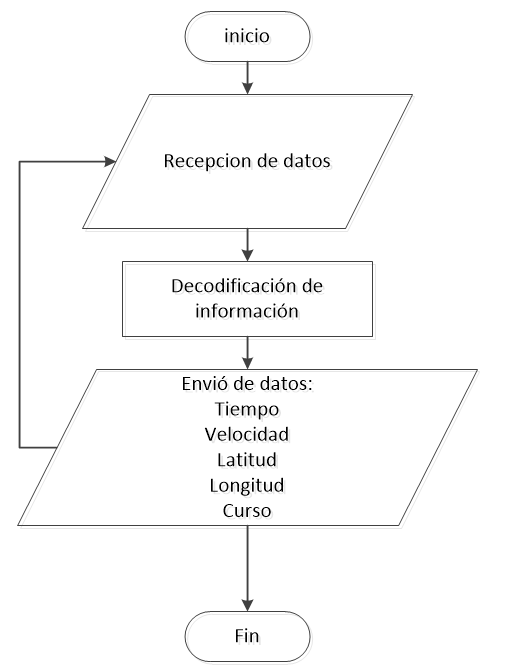 inicio
Recepcion de datos
Decodificación de
información
Envió de datos:
Tiempo
Velocidad
Latitud
Longitud
Curso
Fin